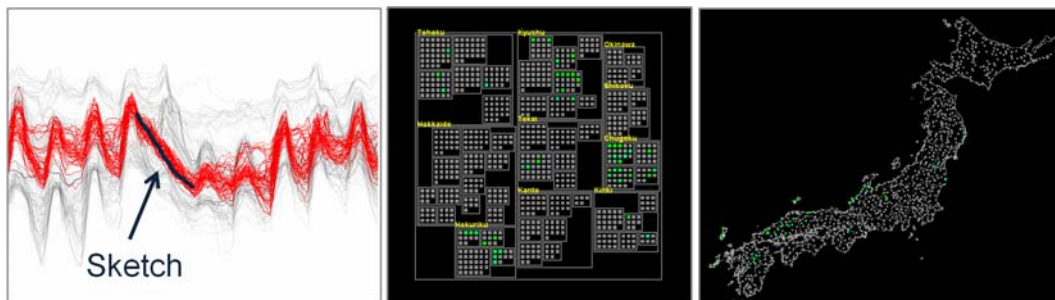 Sketch
Tohoku
Kyushu
Okinawa
Shikoku
Hokkaido
Tokai
Chugoku
Kanto
Kinki
Hokuriku